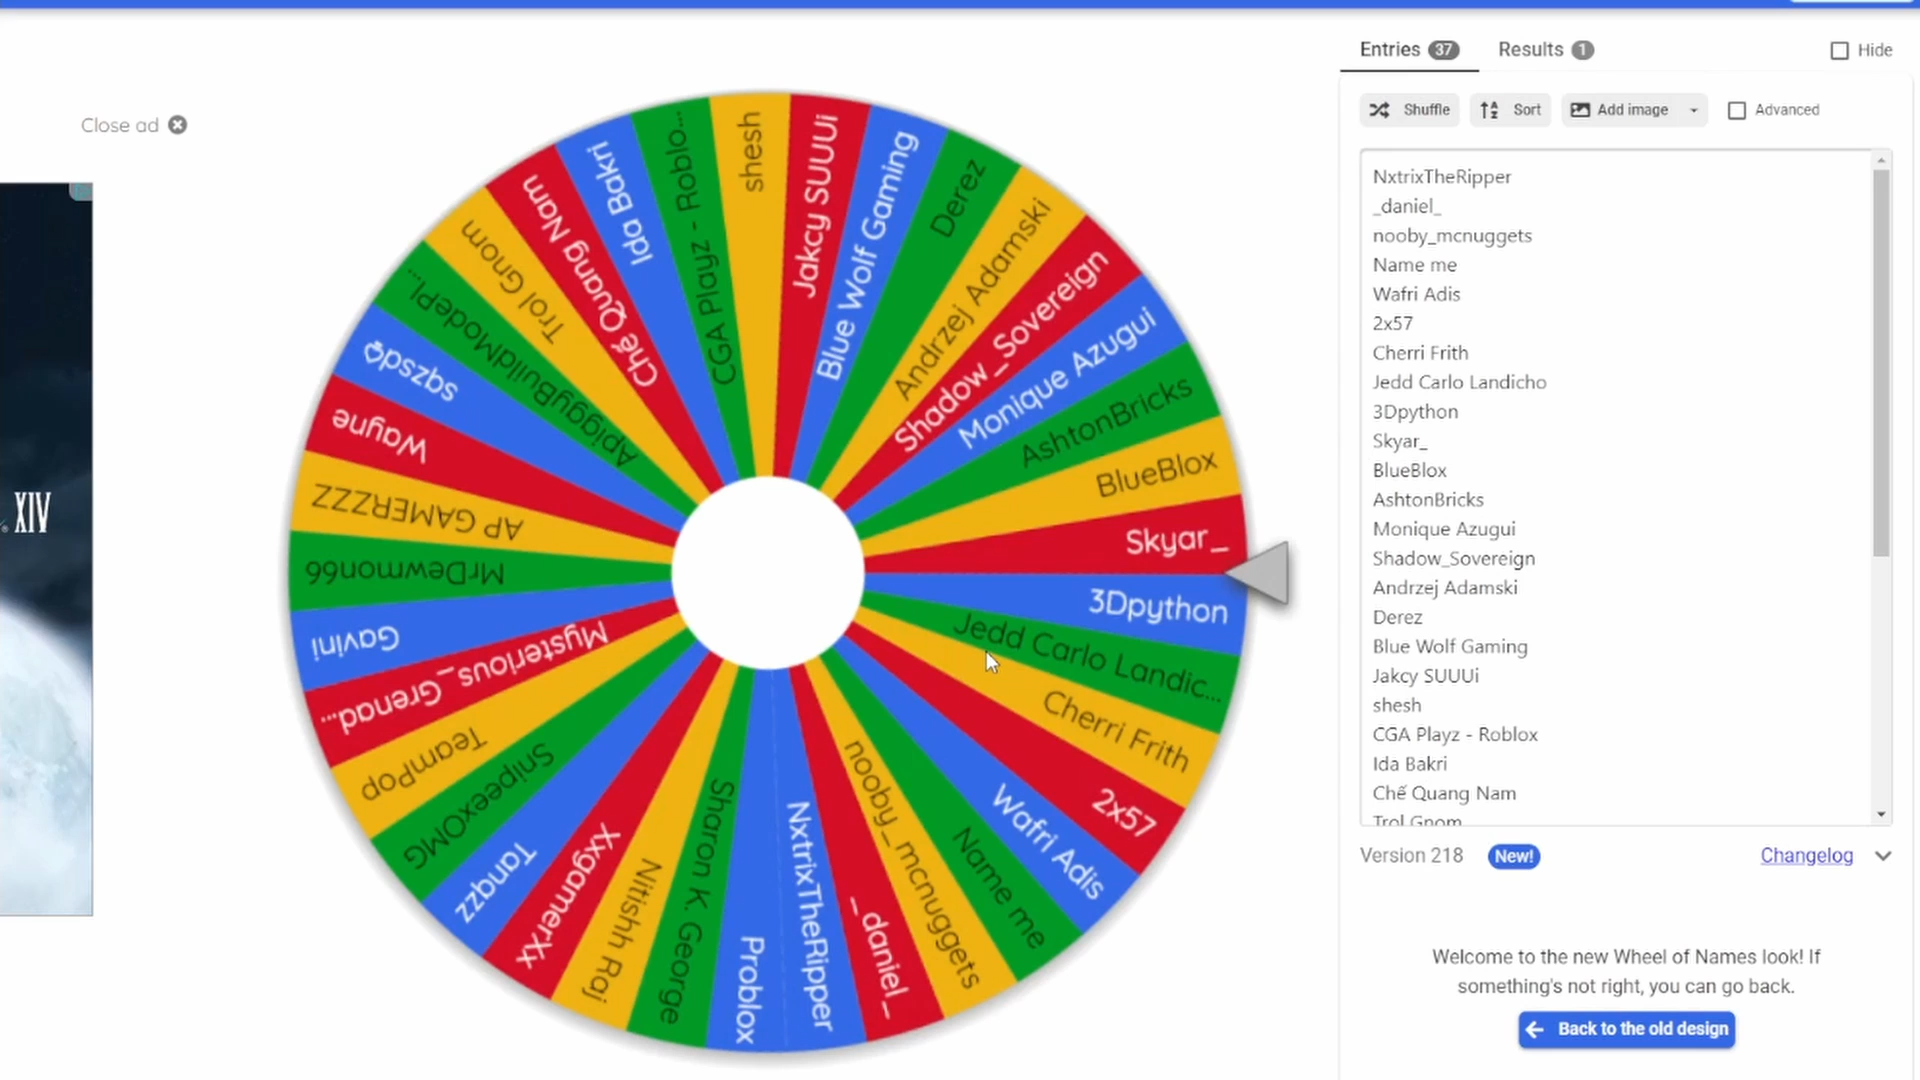 Entries 37 Results 1 Hide
Close ad
Shuffle Sort Add image Advanced
NxtrixTheRipper
_daniel_
nooby_mcnuggets
Name me
Wafri Adis
2x57
Cherri Frith
Jedd Carlo Landicho
3Dpython
Skyar_
BlueBlox
AshtonBricks
Monique Azugui
Shadow_Sovereign
Andrzej Adamski
Derez
Blue Wolf Gaming
Jakcy SUUUi
shesh
CGA Playz - Roblox
Ida Bakri
Chế Quang Nam
Trol Gnom
Version 218 New! Changelog
Welcome to the new Wheel of Names look! If
something's not right, you can go back.
Back to the old design
XIV
shesh
Jakcy SUUUi
Blue Wolf Gaming
Derez
Andrzej Adamski
Shadow_Sovereign
Monique Azugui
AshtonBricks
BlueBlox
Skyar_
3Dpython
Jedd Carlo Landic...
Cherri Frith
2x57
Wafri Adis
Name me
nooby_mcnuggets
_daniel_
NxtrixTheRipper
Problox
Sharon K. George
Nitishh Raj
XxgamerXx
Tanqzz
SnipeexOMG
TeamPop
Mysterious_Grenad...
Gavini
MrDewmon66
AP GAMERZZZ
Wayne
ApiggyBuildModePl...
Trol Gnom
Chế Quang Nam
Ida Bakri
CGA Playz - Roblo...